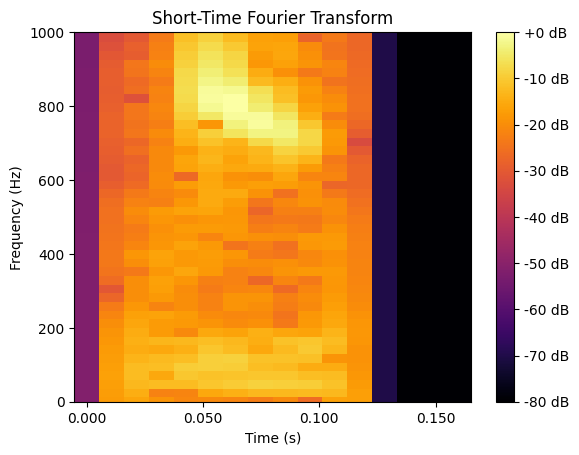 Short-Time Fourier Transform
Frequency (Hz)
1000
800
600
400
200
0
0.000
0.050
0.100
0.150
Time (s)
+0 dB
-10 dB
-20 dB
-30 dB
-40 dB
-50 dB
-60 dB
-70 dB
-80 dB